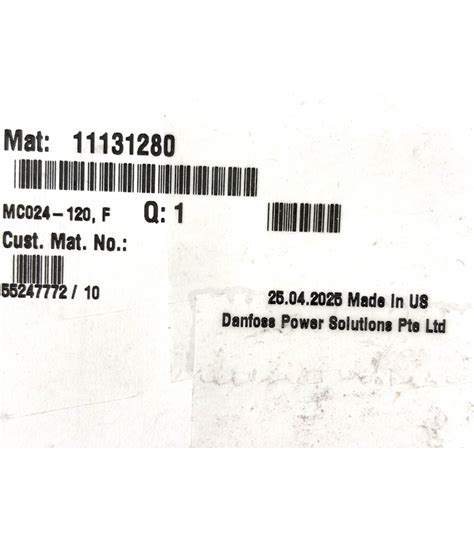 Mat: 11131280
MC024-120, F Q: 1
Cust. Mat. No.:
55247772 / 10
25.04.2025 Made in US
Danfoss Power Solutions Pte Ltd